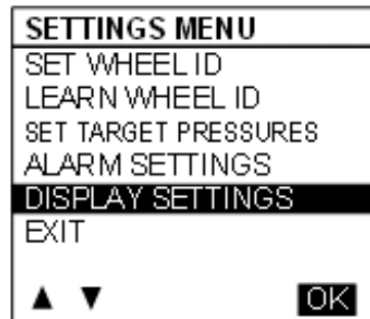 SETTINGS MENU
SET WHEEL ID
LEARN WHEEL ID
SET TARGET PRESSURES
ALARM SETTINGS
DISPLAY SETTINGS
EXIT
▲ ▼ OK